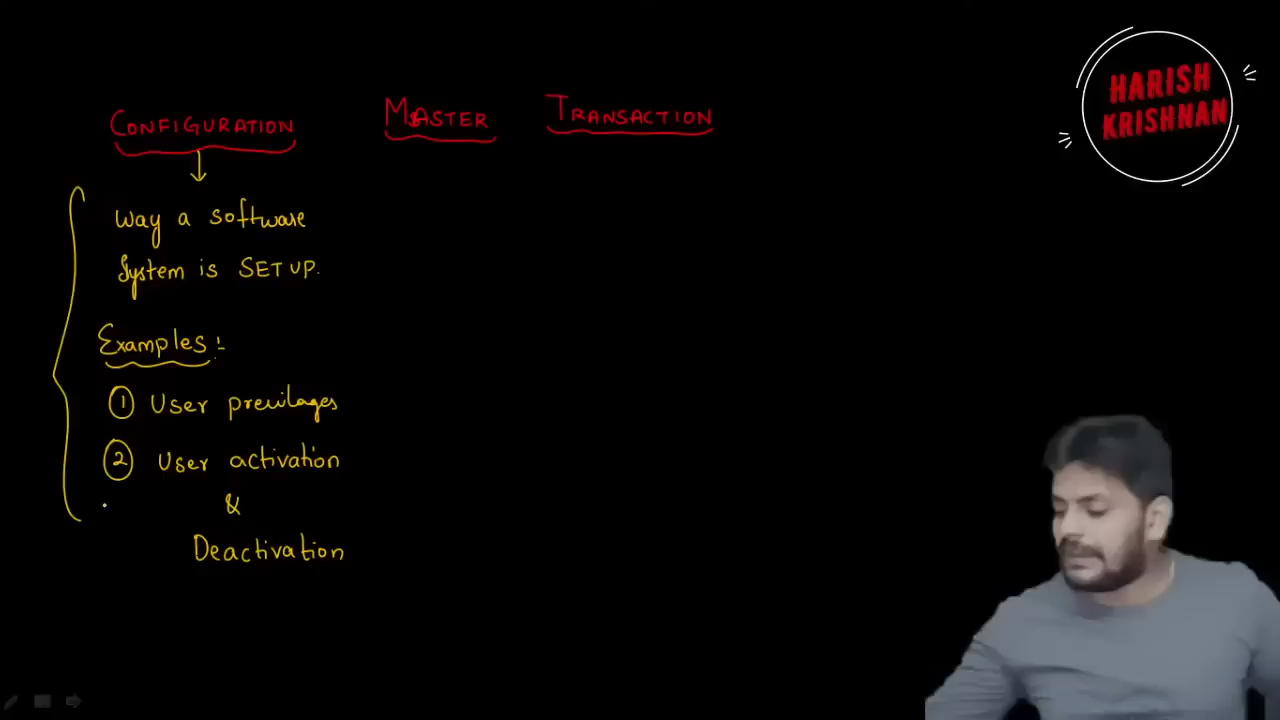 CONFIGURATION MASTER TRANSACTION
HARISH
KRISHNAN
Way a software
System is SETUP.
Examples:-
1 User previlages
2 User activation
&
Deactivation